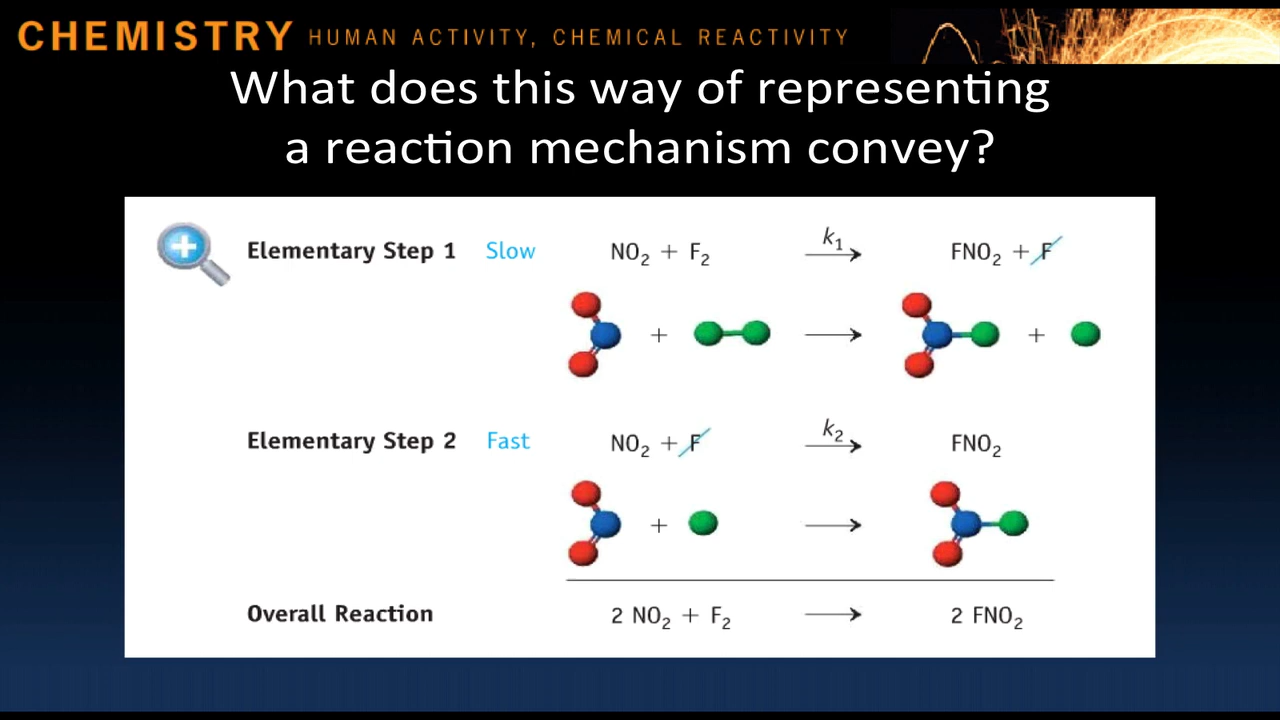 CHEMISTRY HUMAN ACTIVITY, CHEMICAL REACTIVITY
What does this way of representing
a reaction mechanism convey?
Elementary Step 1 Slow NO₂ + F₂ k₁ → FNO₂ + F
+ → +
Elementary Step 2 Fast NO₂ + F k₂ → FNO₂
+ →
Overall Reaction 2 NO₂ + F₂ → 2 FNO₂